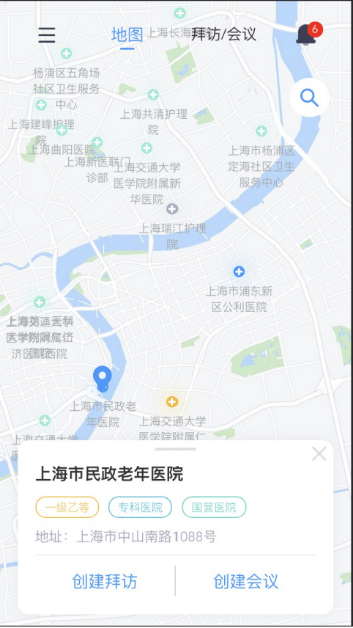 地图
拜访/会议
6
上海长海
杨浦区五角场
社区卫生服务
中心
上海共清护理
院
上海建峰护理
院
上海曲阳医院
上海新医联门
诊部
上海交通大学
医学院附属新
华医院
上海市杨浦区
定海社区卫生
服务中心
上海瑞江护理
院
上海市浦东新
区公利医院
上海市民政老
年医院
上海交通大学
医学院附属仁
上海交通大学
上海市民政老年医院
一级乙等
专科医院
国营医院
地址：上海市中山南路1088号
创建拜访
创建会议